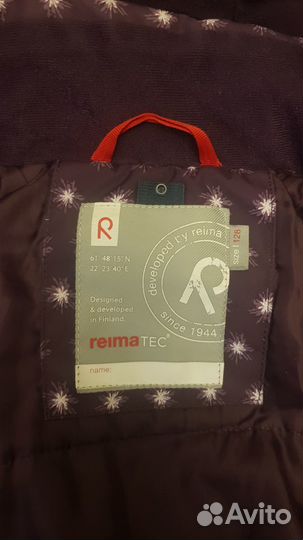 R
61° 48' 15" N
22° 23' 40" E
Designed
& developed
in Finland.
reimaTEC®
name:
developed by reima
R
since 1944
size 128
Avito